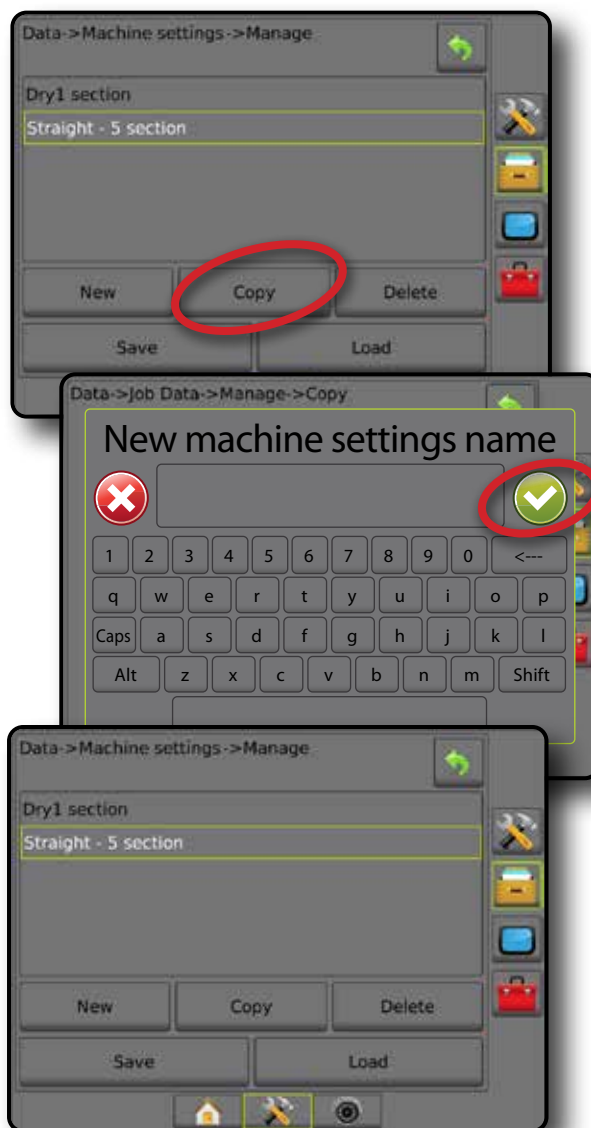 Data->Machine settings->Manage
Dry1 section
Straight - 5 section
New Copy Delete
Save Load
Data->Job Data->Manage->Copy
New machine settings name
1 2 3 4 5 6 7 8 9 0 <---
q w e r t y u i o p
Caps a s d f g h j k l
Alt z x c v b n m Shift
Data->Machine settings->Manage
Dry1 section
Straight - 5 section
New Copy Delete
Save Load